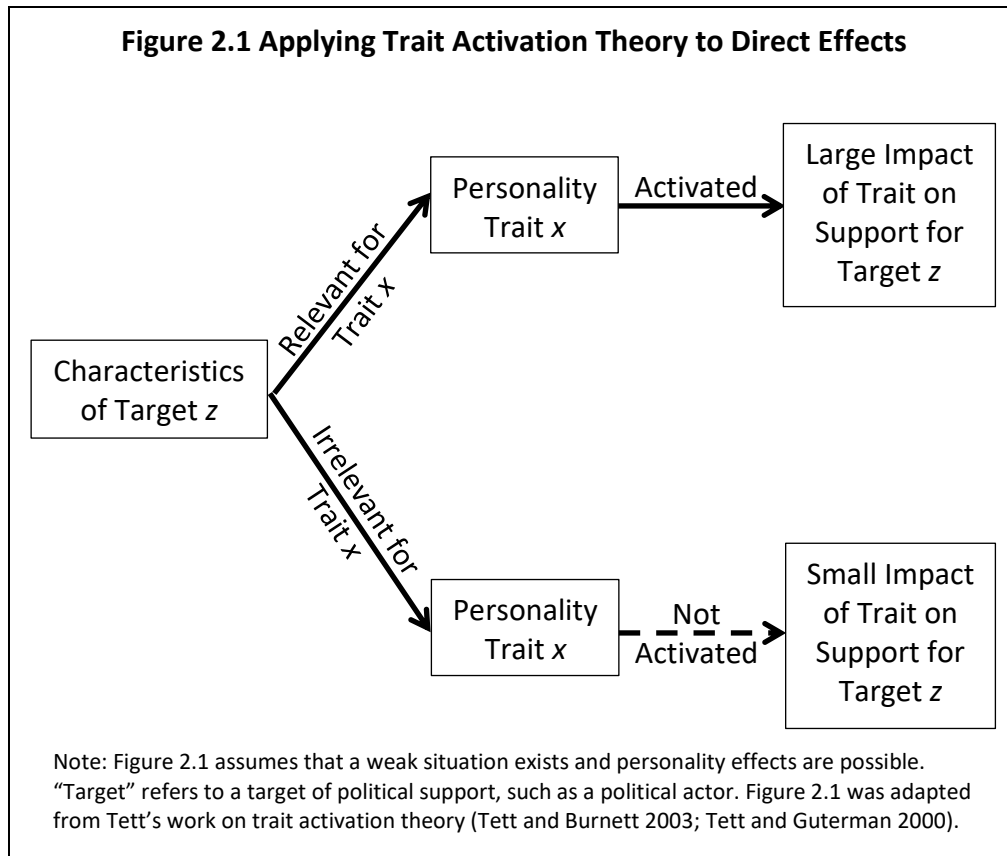 Figure 2.1 Applying Trait Activation Theory to Direct Effects
Large Impact
of Trait on
Support for
Target z
Activated
Personality
Trait x
Relevant for
Trait x
Characteristics
of Target z
Irrelevant for
Trait x
Personality
Trait x
Not
Activated
Small Impact
of Trait on
Support for
Target z
Note: Figure 2.1 assumes that a weak situation exists and personality effects are possible.
“Target” refers to a target of political support, such as a political actor. Figure 2.1 was adapted
from Tett’s work on trait activation theory (Tett and Burnett 2003; Tett and Guterman 2000).